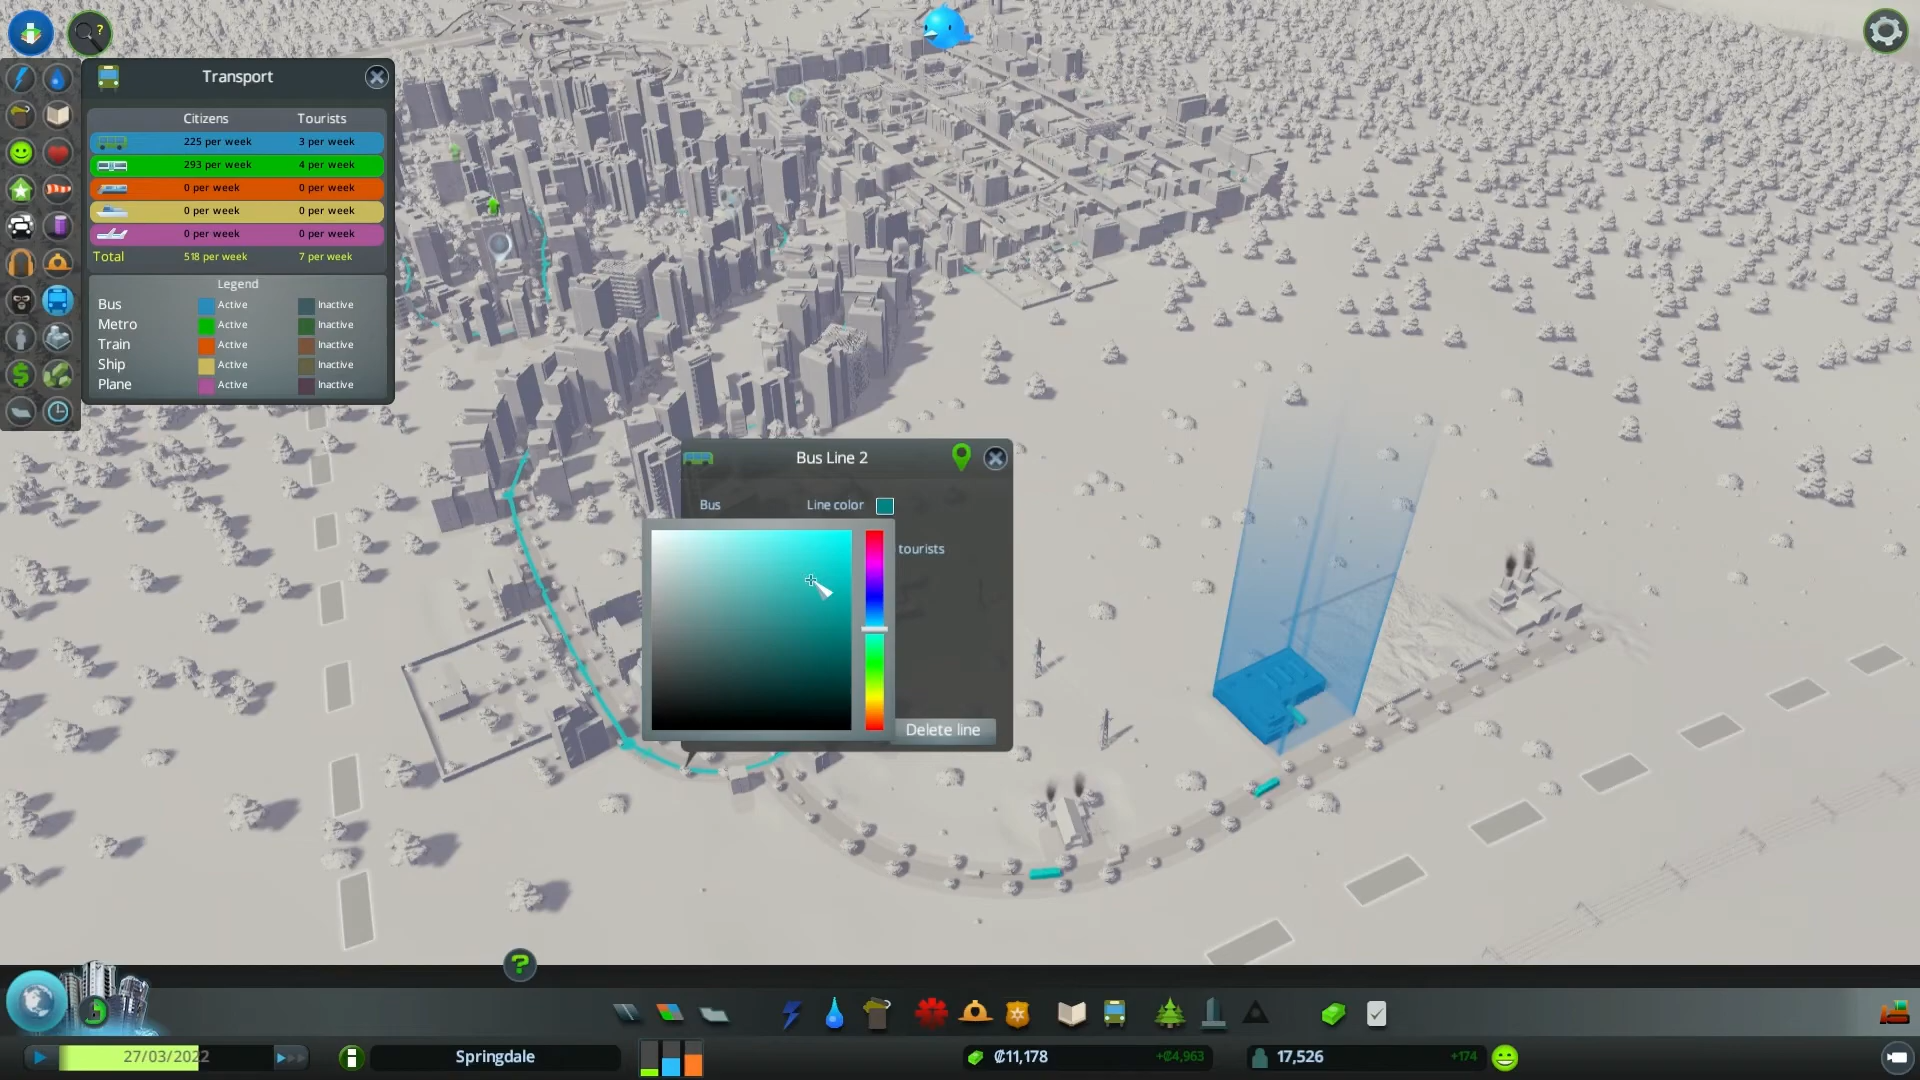 Transport
Citizens Tourists
225 per week 3 per week
293 per week 4 per week
0 per week 0 per week
0 per week 0 per week
0 per week 0 per week
Total 518 per week 7 per week
Legend
Bus Active Inactive
Metro Active Inactive
Train Active Inactive
Ship Active Inactive
Plane Active Inactive
Bus Line 2
Bus Line color
tourists
Delete line
27/03/2022 Springdale ₡11,178 +₡4,963 17,526 +174